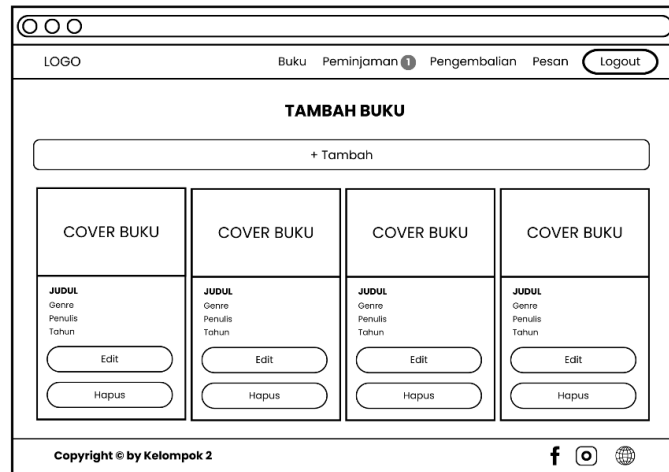 LOGO Buku Peminjaman 1 Pengembalian Pesan Logout
TAMBAH BUKU
+ Tambah
COVER BUKU COVER BUKU COVER BUKU COVER BUKU
JUDUL JUDUL JUDUL JUDUL
Genre Genre Genre Genre
Penulis Penulis Penulis Penulis
Tahun Tahun Tahun Tahun
Edit Edit Edit Edit
Hapus Hapus Hapus Hapus
Copyright © by Kelompok 2